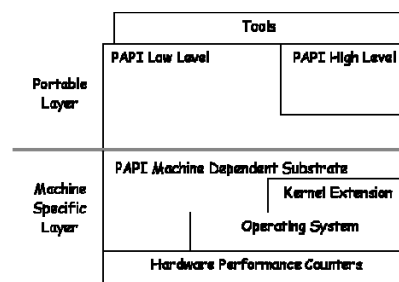 Tools
PAPI Low Level
PAPI High Level
Portable
Layer
PAPI Machine Dependent Substrate
Kernel Extension
Machine
Specific
Layer
Operating System
Hardware Performance Counters